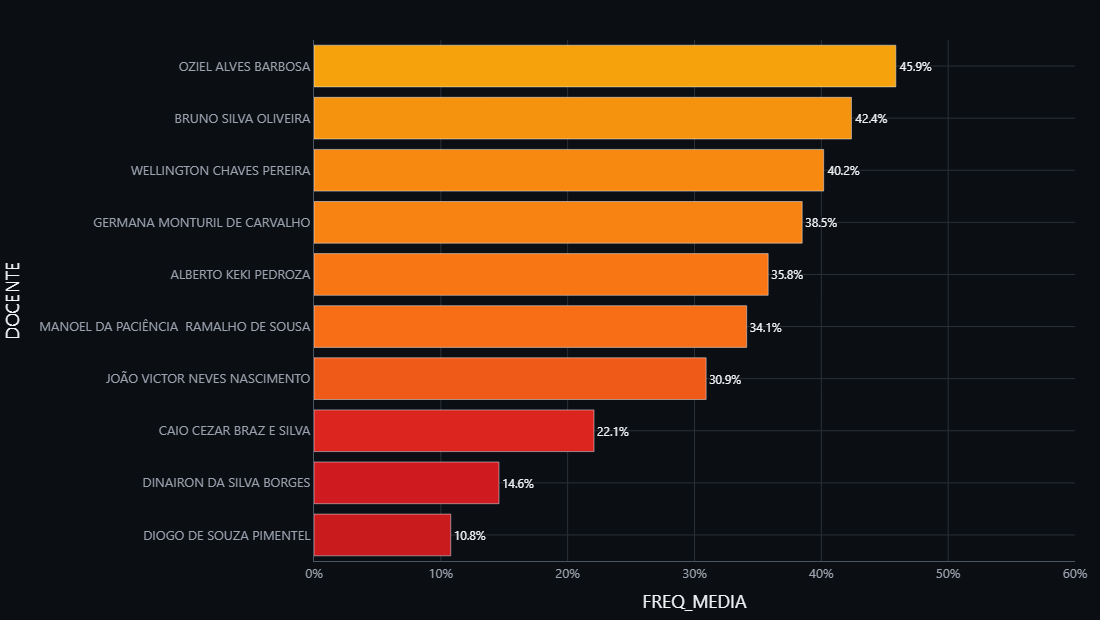 OZIEL ALVES BARBOSA 45.9%
BRUNO SILVA OLIVEIRA 42.4%
WELLINGTON CHAVES PEREIRA 40.2%
GERMANA MONTURIL DE CARVALHO 38.5%
ALBERTO KEKI PEDROZA 35.8%
MANOEL DA PACIÊNCIA  RAMALHO DE SOUSA 34.1%
JOÃO VICTOR NEVES NASCIMENTO 30.9%
CAIO CEZAR BRAZ E SILVA 22.1%
DINAIRON DA SILVA BORGES 14.6%
DIOGO DE SOUZA PIMENTEL 10.8%
DOCENTE
0% 10% 20% 30% 40% 50% 60%
FREQ_MEDIA